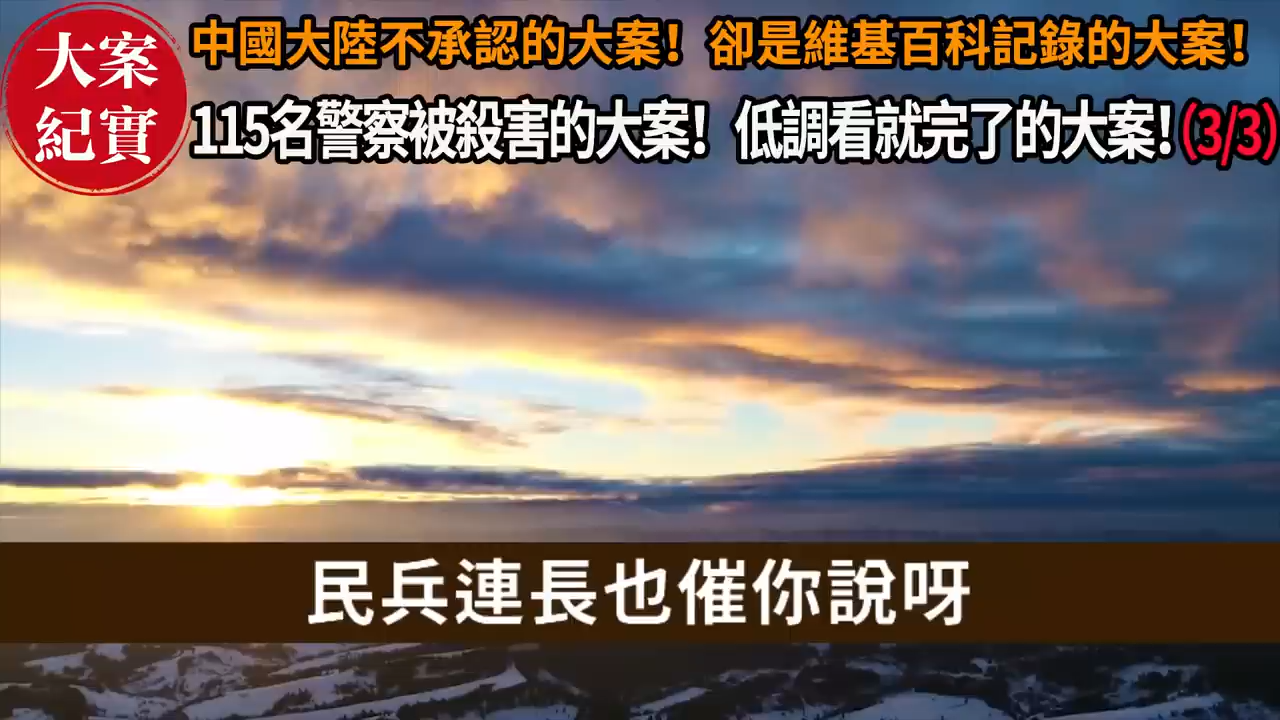 大案
紀實
中國大陸不承認的大案！卻是維基百科記錄的大案！
115名警察被殺害的大案！低調看就完了的大案！(3/3)
民兵連長也催你說呀